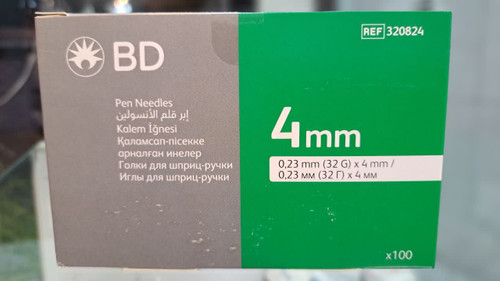 REF 320824
BD
Pen Needles
إبر قلم الأنسولين
Kalem İğnesi
Қаламсап-пісекке
арналған инелер
Голки для шприц-ручки
Иглы для шприц-ручки
4mm
0,23 mm (32 G) x 4 mm /
0,23 мм (32 Г) x 4 мм
x100